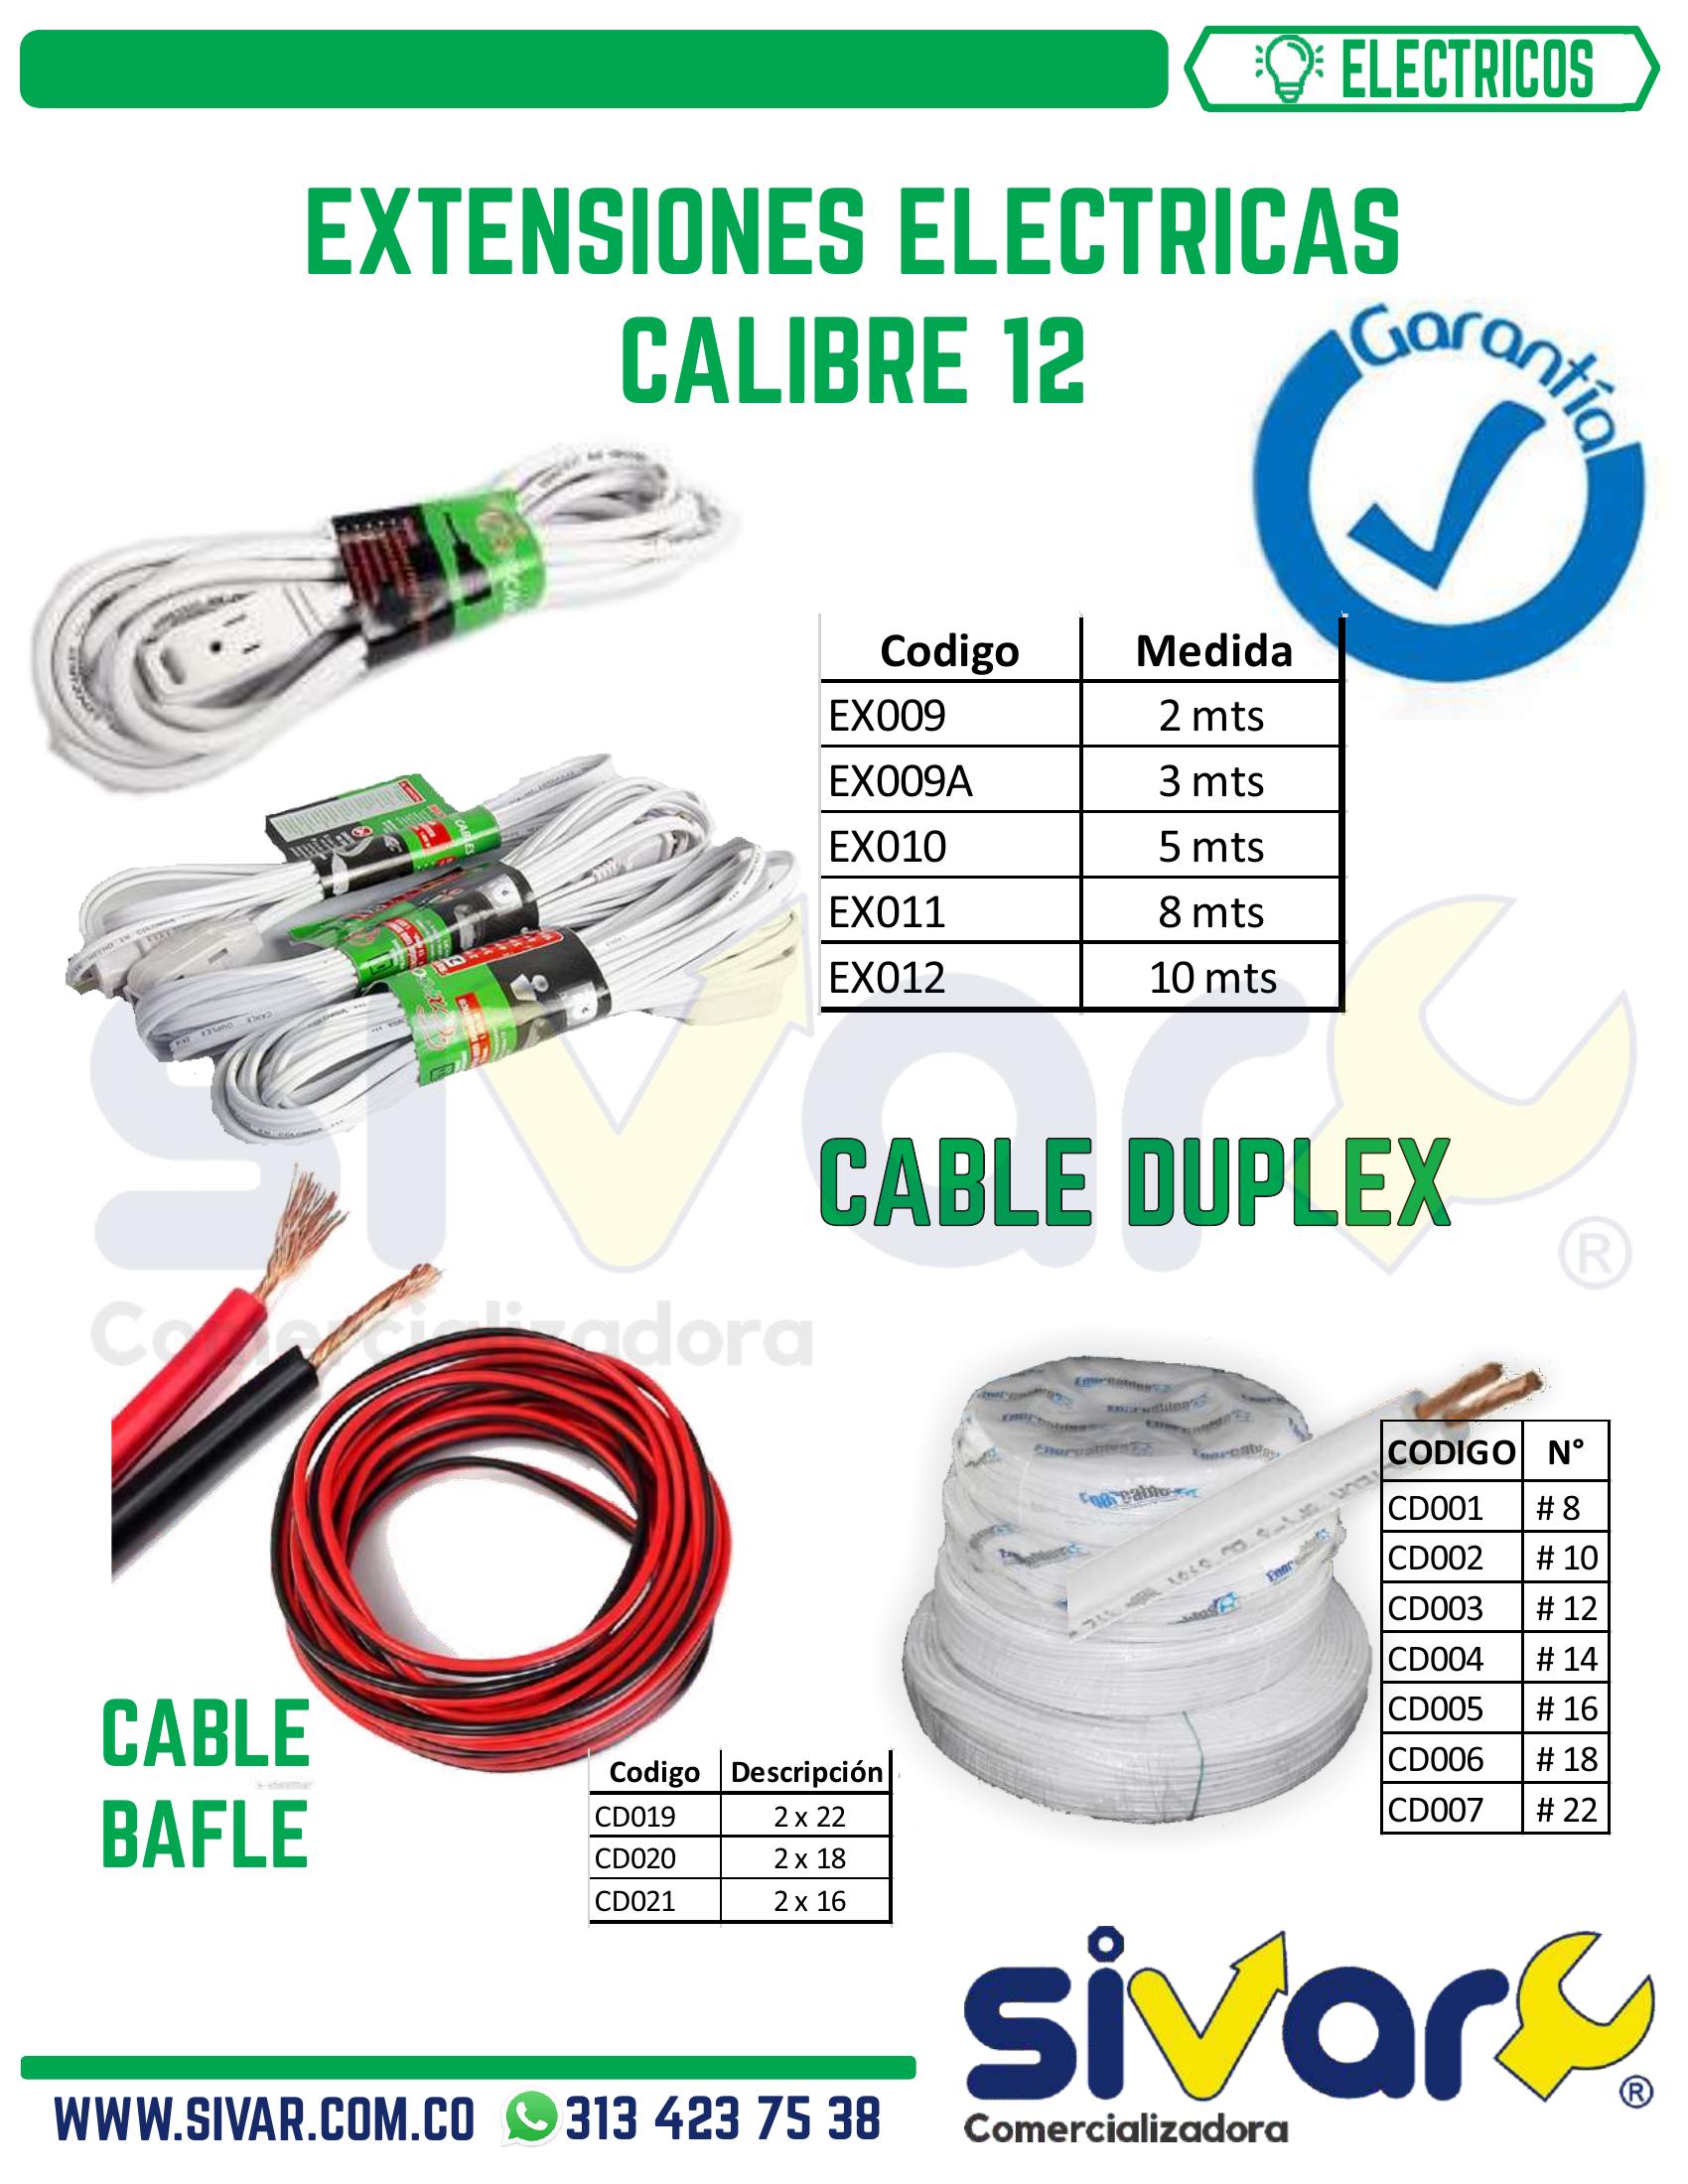 ELECTRICOS
EXTENSIONES ELECTRICAS
CALIBRE 12
Garantía
Codigo Medida
EX009 2 mts
EX009A 3 mts
EX010 5 mts
EX011 8 mts
EX012 10 mts
CABLE DUPLEX
sivar
®
Comercializadora
CODIGO N°
CD001 # 8
CD002 # 10
CD003 # 12
CD004 # 14
CD005 # 16
CD006 # 18
CD007 # 22
CABLE
BAFLE
Codigo Descripción
CD019 2 x 22
CD020 2 x 18
CD021 2 x 16
sivar
®
Comercializadora
WWW.SIVAR.COM.CO 313 423 75 38